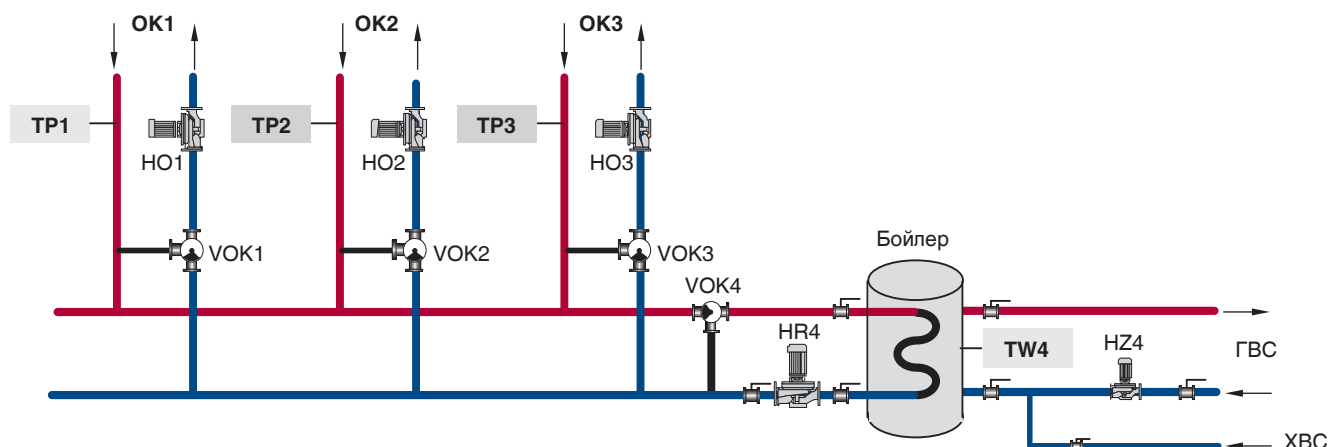 OK1
OK2
OK3
TP1
TP2
TP3
HO1
HO2
HO3
VOK1
VOK2
VOK3
Бойлер
VOK4
HR4
TW4
HZ4
ГВС
ХВС